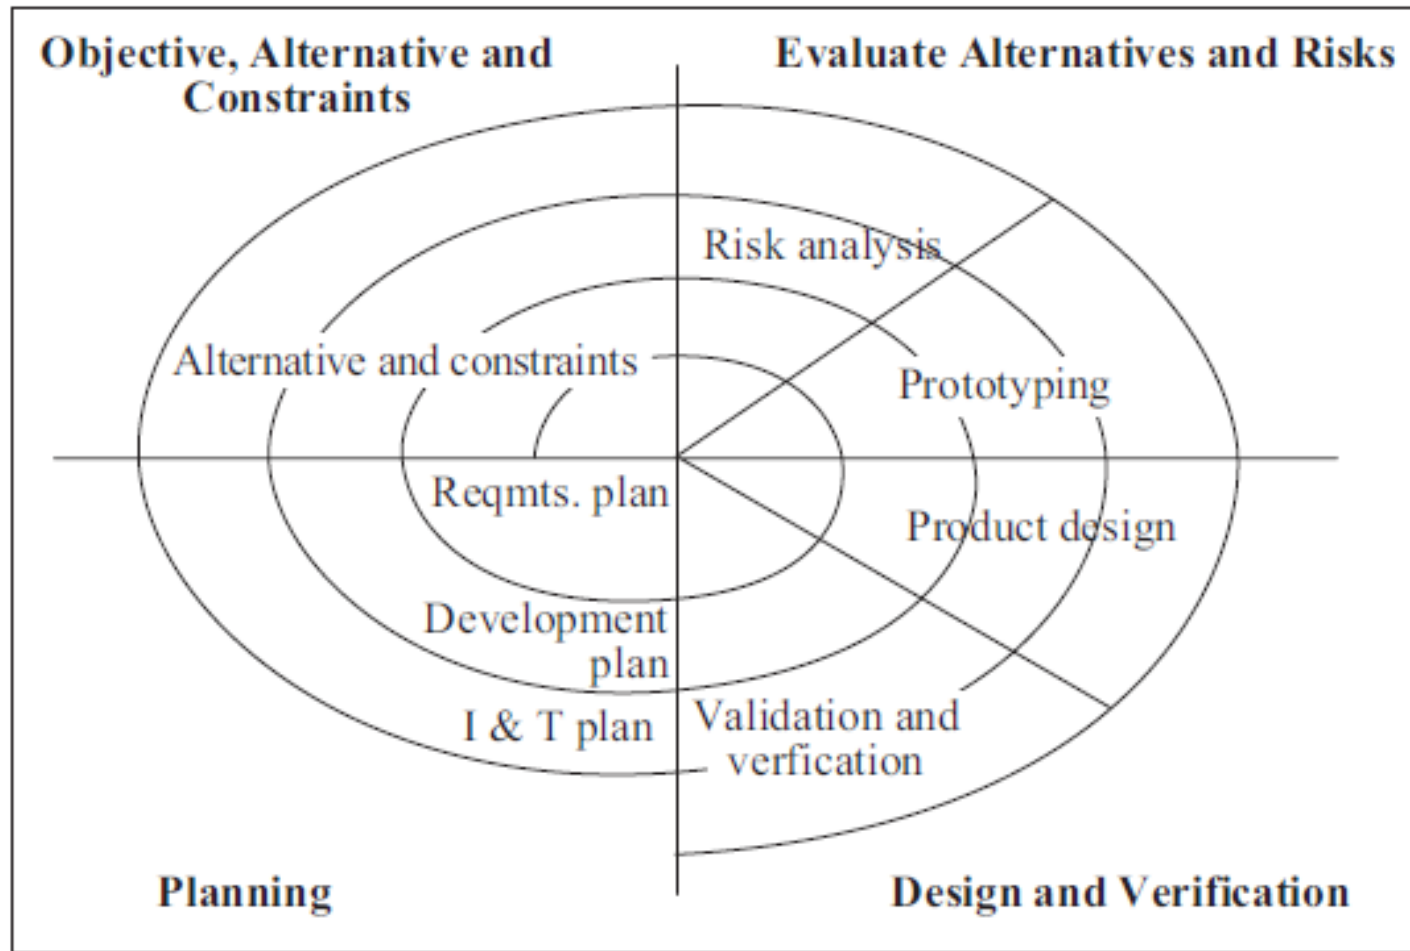 Objective, Alternative and
Constraints
Evaluate Alternatives and Risks
Risk analysis
Alternative and constraints
Prototyping
Reqmts. plan
Product design
Development
plan
I & T plan
Validation and
verfication
Planning
Design and Verification